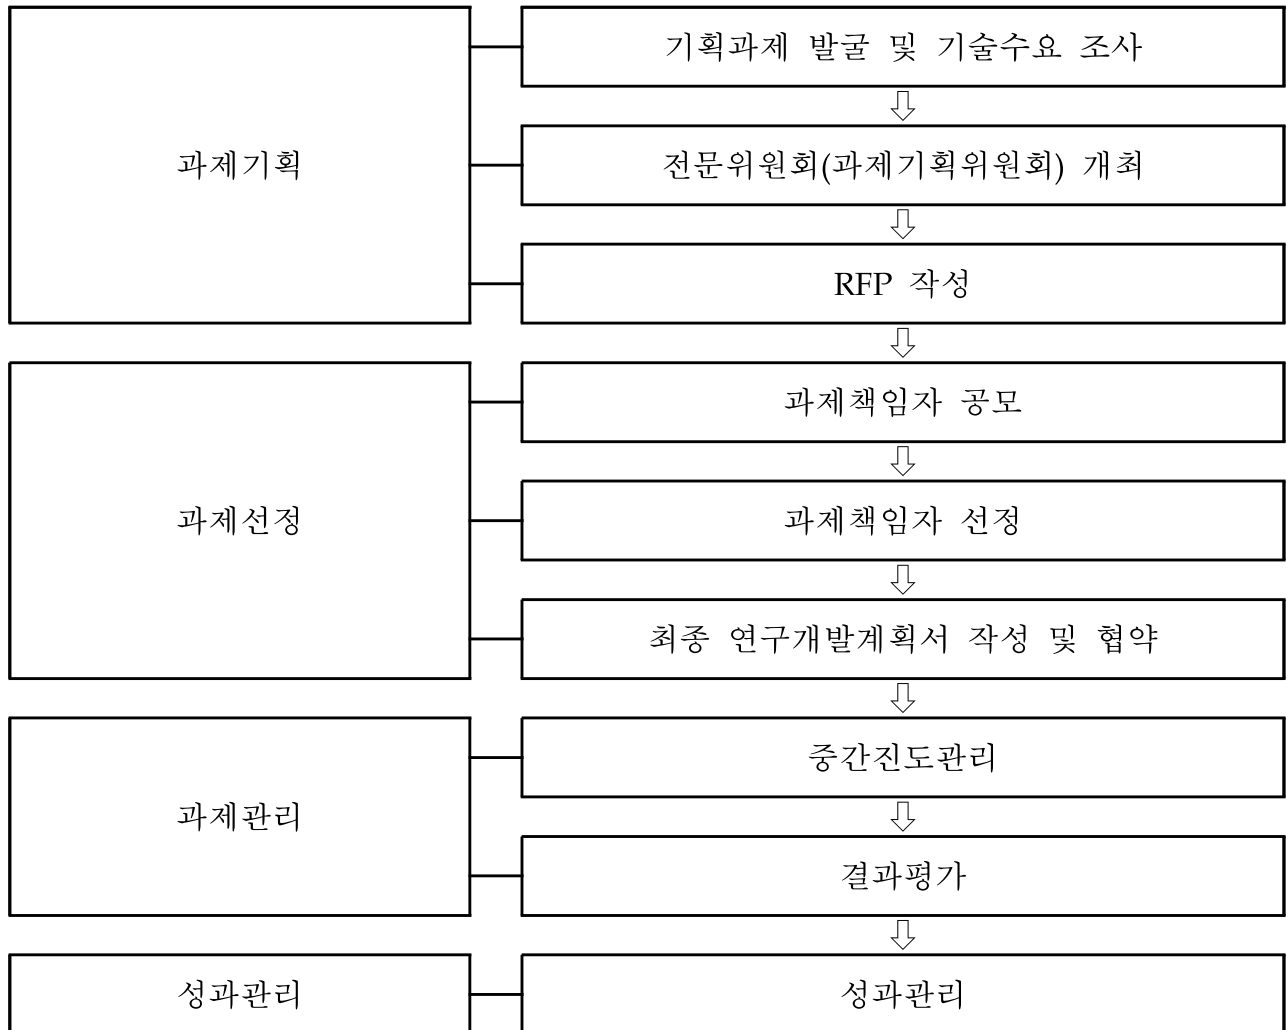 과제기획
기획과제 발굴 및 기술수요 조사
전문위원회(과제기획위원회) 개최
RFP 작성
과제선정
과제책임자 공모
과제책임자 선정
최종 연구개발계획서 작성 및 협약
과제관리
중간진도관리
결과평가
성과관리
성과관리